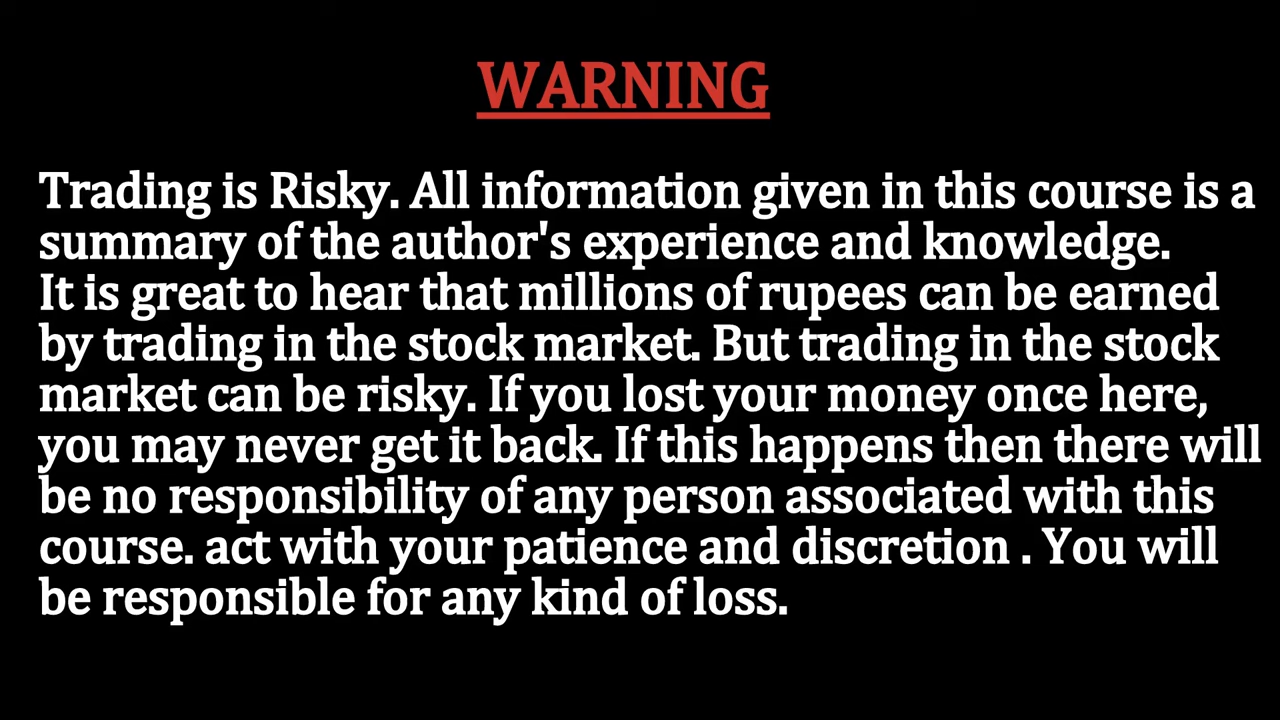 WARNING
Trading is Risky. All information given in this course is a
summary of the author's experience and knowledge.
It is great to hear that millions of rupees can be earned
by trading in the stock market. But trading in the stock
market can be risky. If you lost your money once here,
you may never get it back. If this happens then there will
be no responsibility of any person associated with this
course. act with your patience and discretion . You will
be responsible for any kind of loss.